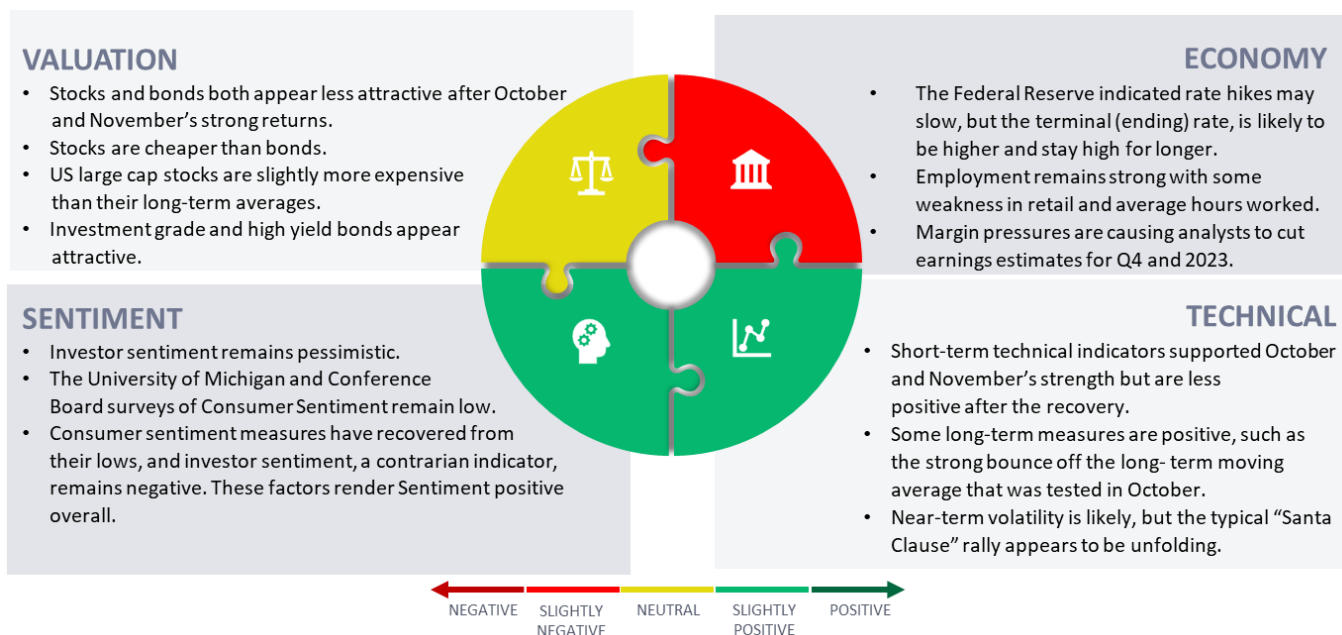 VALUATION
• Stocks and bonds both appear less attractive after October
and November’s strong returns.
• Stocks are cheaper than bonds.
• US large cap stocks are slightly more expensive
than their long-term averages.
• Investment grade and high yield bonds appear
attractive.
ECONOMY
• The Federal Reserve indicated rate hikes may
slow, but the terminal (ending) rate, is likely to
be higher and stay high for longer.
• Employment remains strong with some
weakness in retail and average hours worked.
• Margin pressures are causing analysts to cut
earnings estimates for Q4 and 2023.
SENTIMENT
• Investor sentiment remains pessimistic.
• The University of Michigan and Conference
Board surveys of Consumer Sentiment remain low.
• Consumer sentiment measures have recovered from
their lows, and investor sentiment, a contrarian indicator,
remains negative. These factors render Sentiment positive
overall.
TECHNICAL
• Short-term technical indicators supported October
and November’s strength but are less
positive after the recovery.
• Some long-term measures are positive, such as
the strong bounce off the long- term moving
average that was tested in October.
• Near-term volatility is likely, but the typical “Santa
Clause” rally appears to be unfolding.
NEGATIVE
SLIGHTLY
NEGATIVE
NEUTRAL
SLIGHTLY
POSITIVE
POSITIVE